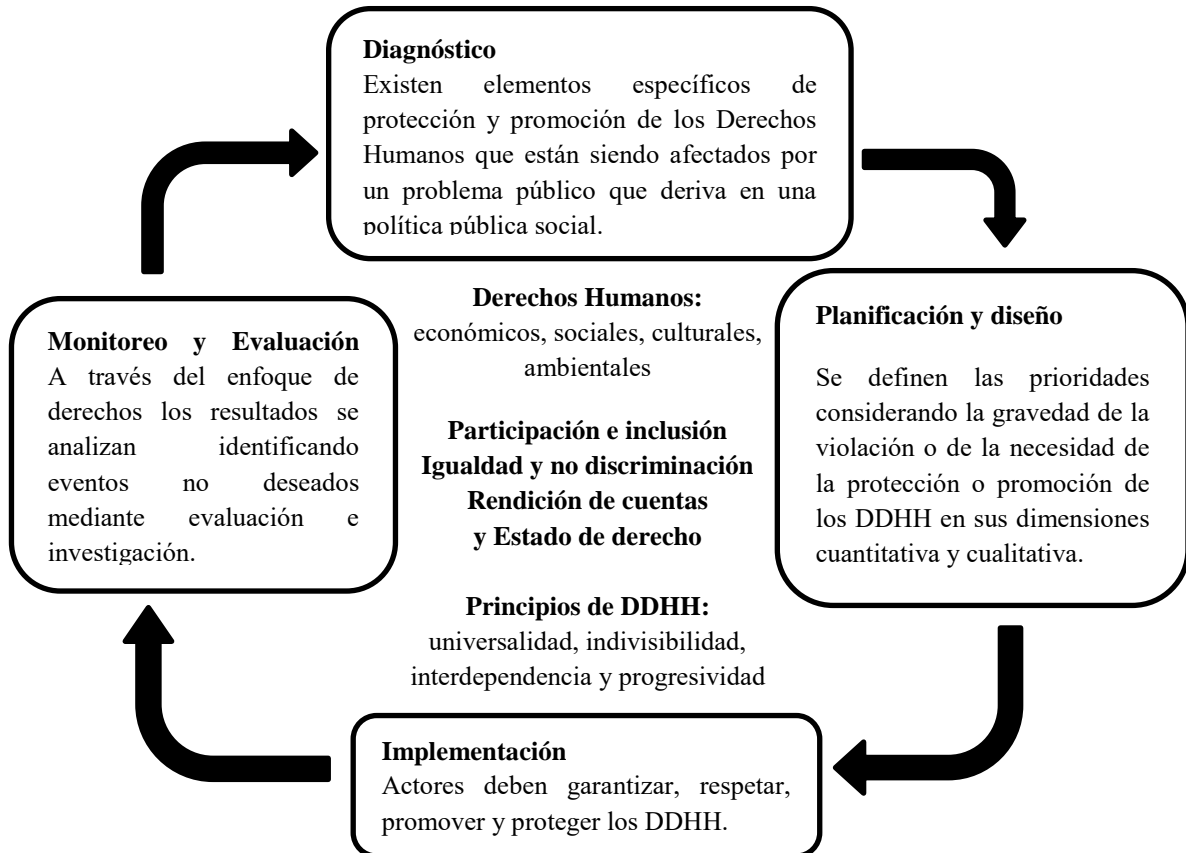 Diagnóstico
Existen elementos específicos de
protección y promoción de los Derechos
Humanos que están siendo afectados por
un problema público que deriva en una
política pública social.
Derechos Humanos:
económicos, sociales, culturales,
ambientales
Participación e inclusión
Igualdad y no discriminación
Rendición de cuentas
y Estado de derecho
Principios de DDHH:
universalidad, indivisibilidad,
interdependencia y progresividad
Planificación y diseño
Se definen las prioridades
considerando la gravedad de la
violación o de la necesidad de
la protección o promoción de
los DDHH en sus dimensiones
cuantitativa y cualitativa.
Implementación
Actores deben garantizar, respetar,
promover y proteger los DDHH.
Monitoreo y Evaluación
A través del enfoque de
derechos los resultados se
analizan identificando
eventos no deseados
mediante evaluación e
investigación.